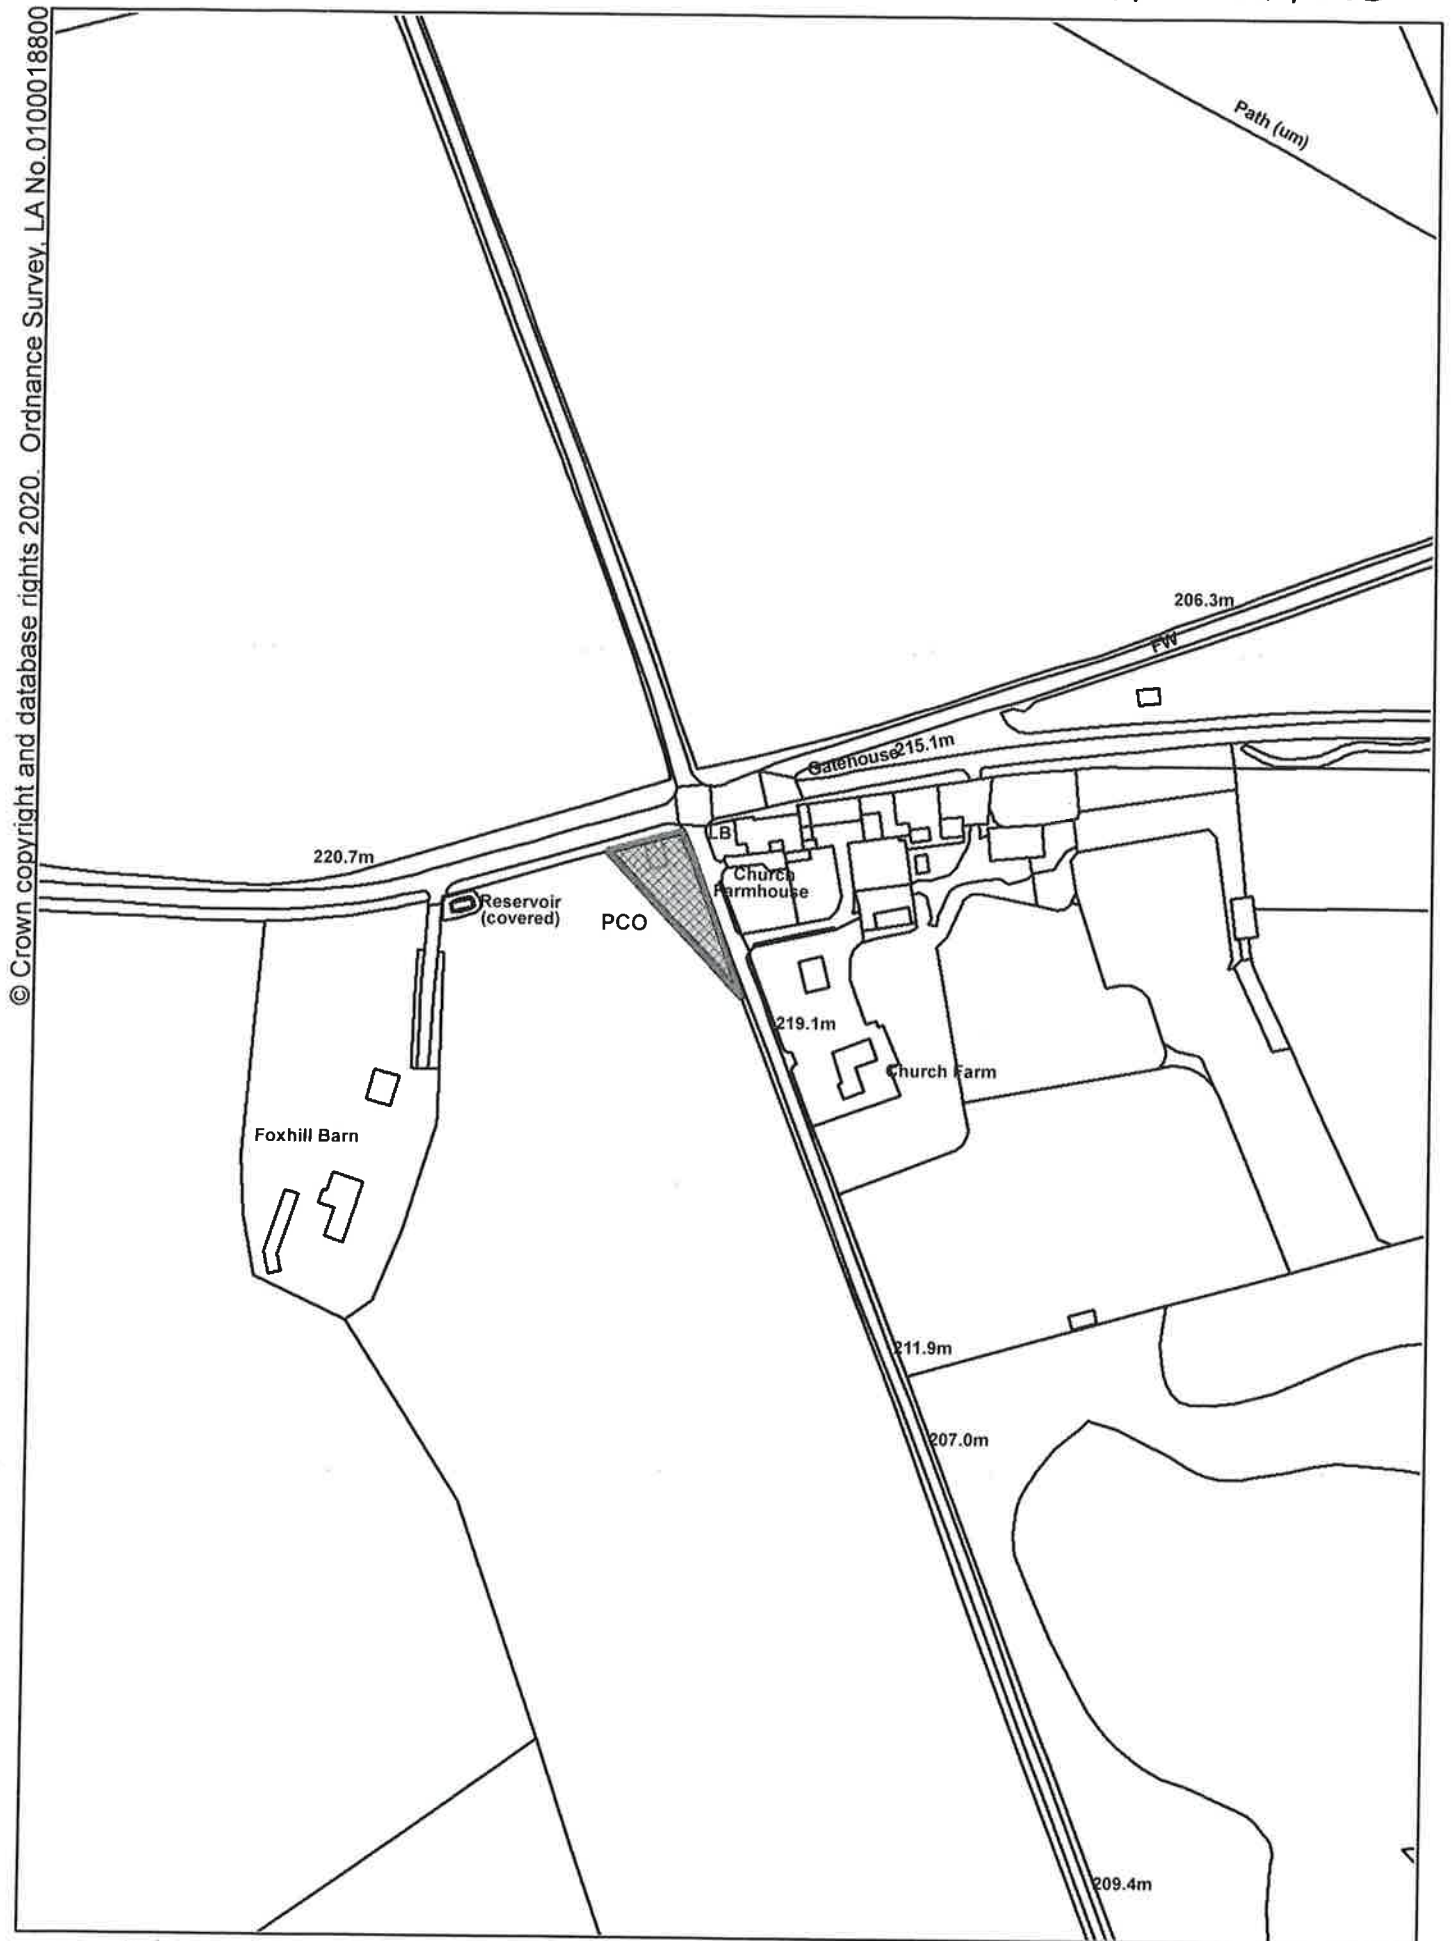 © Crown copyright and database rights 2020. Ordnance Survey, LA No.0100018800
Path (um)
206.3m
FW
Gatehouse
215.1m
LB
220.7m
Church
Farmhouse
Reservoir
(covered)
PCO
219.1m
Church Farm
Foxhill Barn
211.9m
207.0m
209.4m